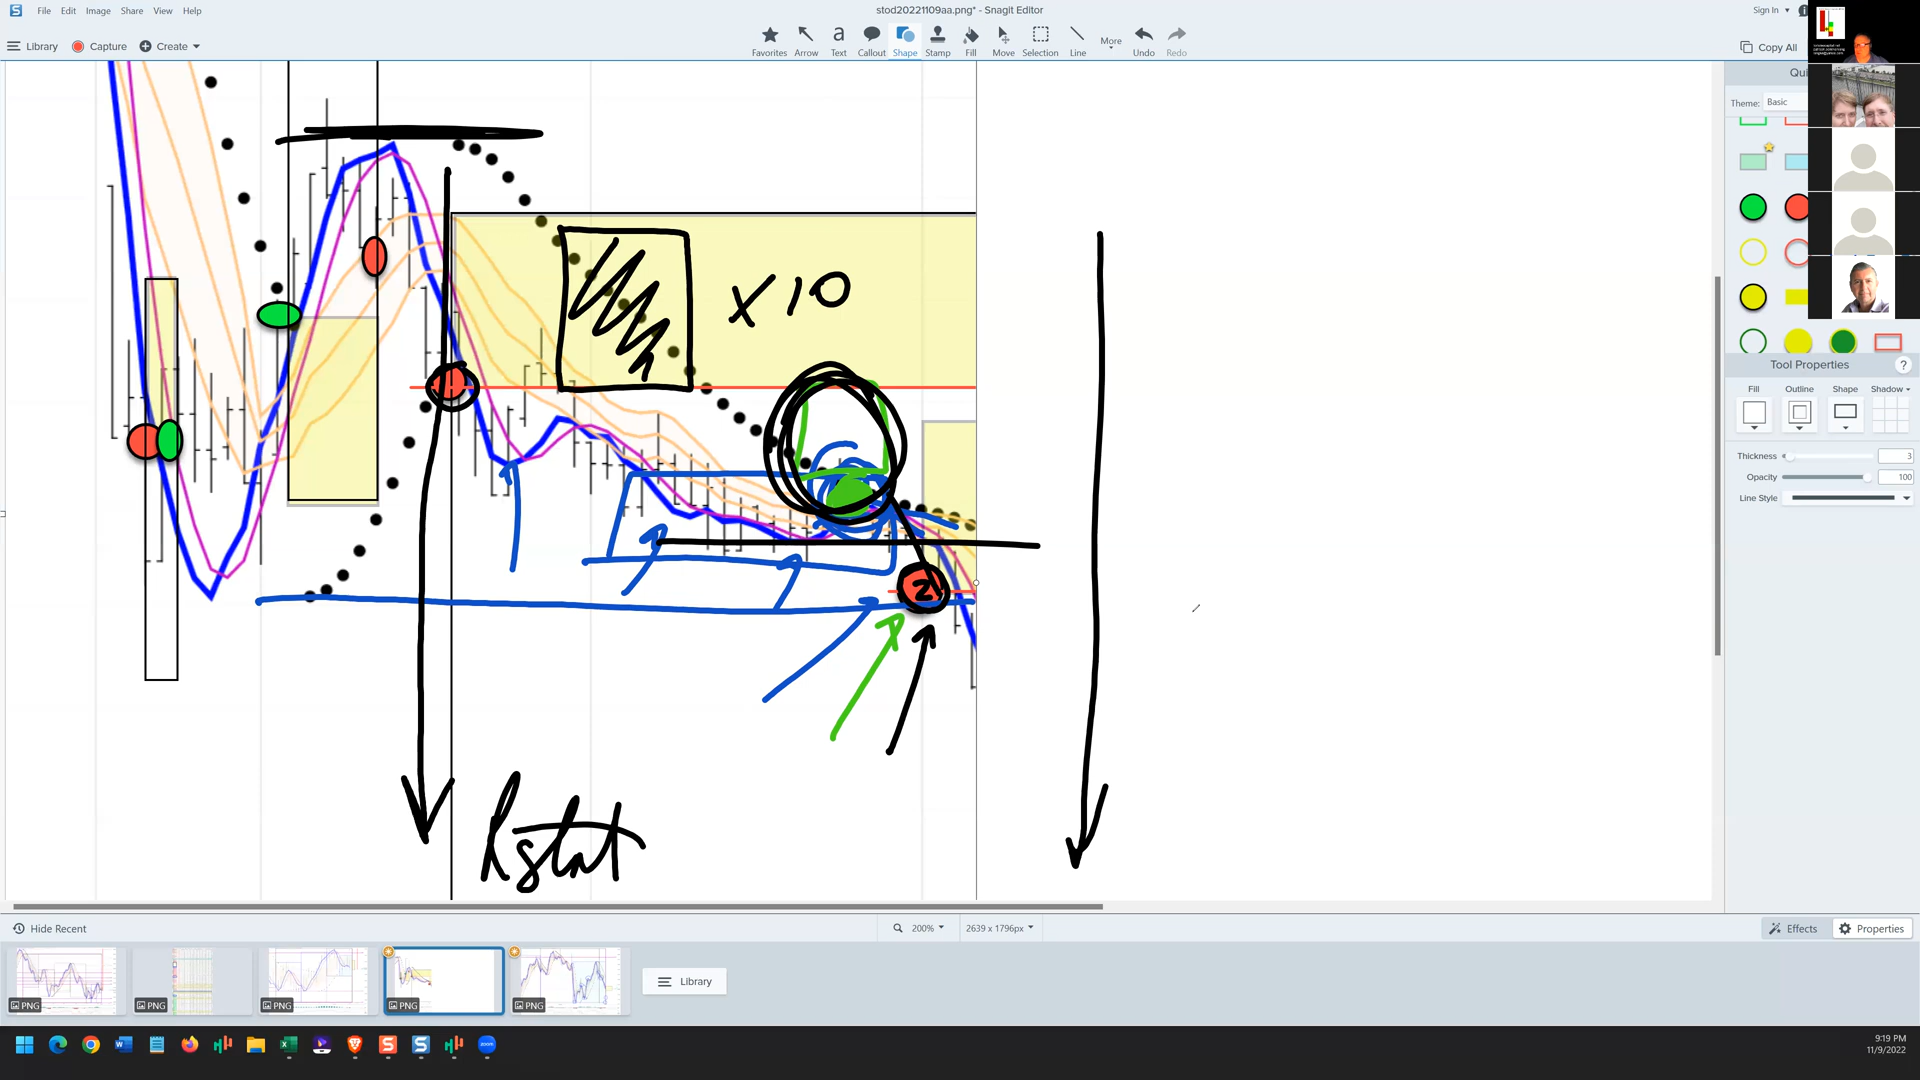 stod20221109aa.png* - Snagit Editor
File Edit Image Share View Help
Sign In
Library Capture Create
Favorites Arrow Text Callout Shape Stamp Fill Move Selection Line More Undo Redo
Copy All
Theme: Basic
Tool Properties ?
Fill Outline Shape Shadow
Thickness 3
Opacity 100
Line Style
X10
2
Hide Recent
200% 2639 x 1796px
Effects Properties
PNG PNG PNG PNG PNG
Library
9:19 PM
11/9/2022